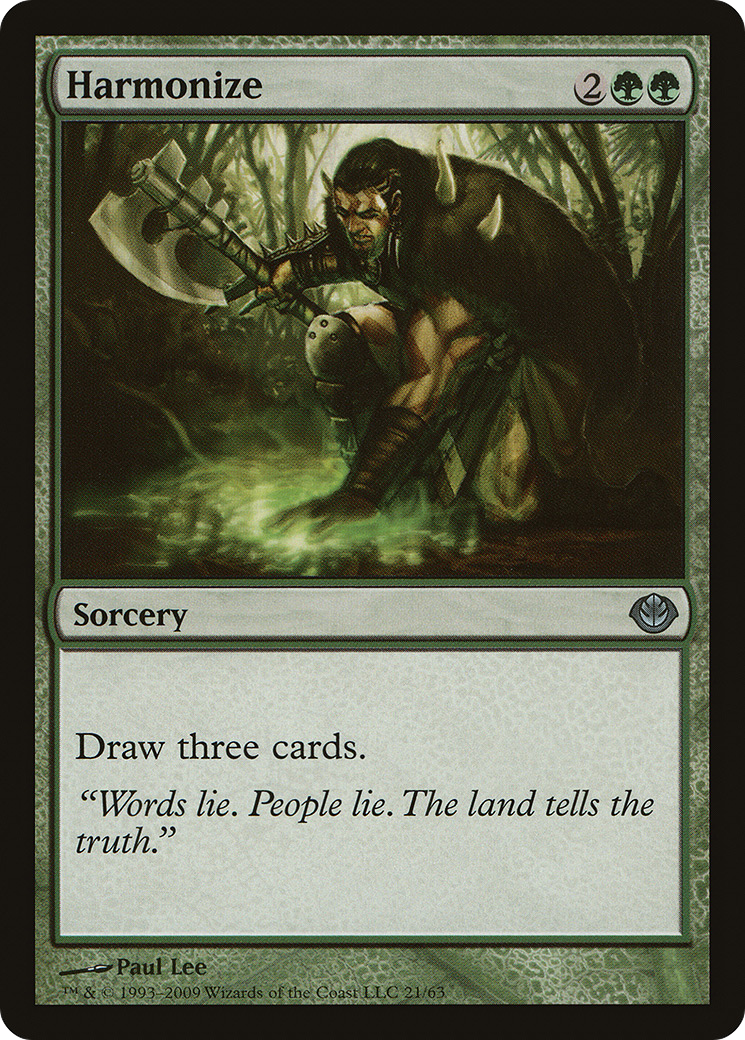 Harmonize 2
Sorcery
Draw three cards.
“Words lie. People lie. The land tells the
truth.”
Paul Lee
™ & © 1993–2009 Wizards of the Coast LLC 21/63